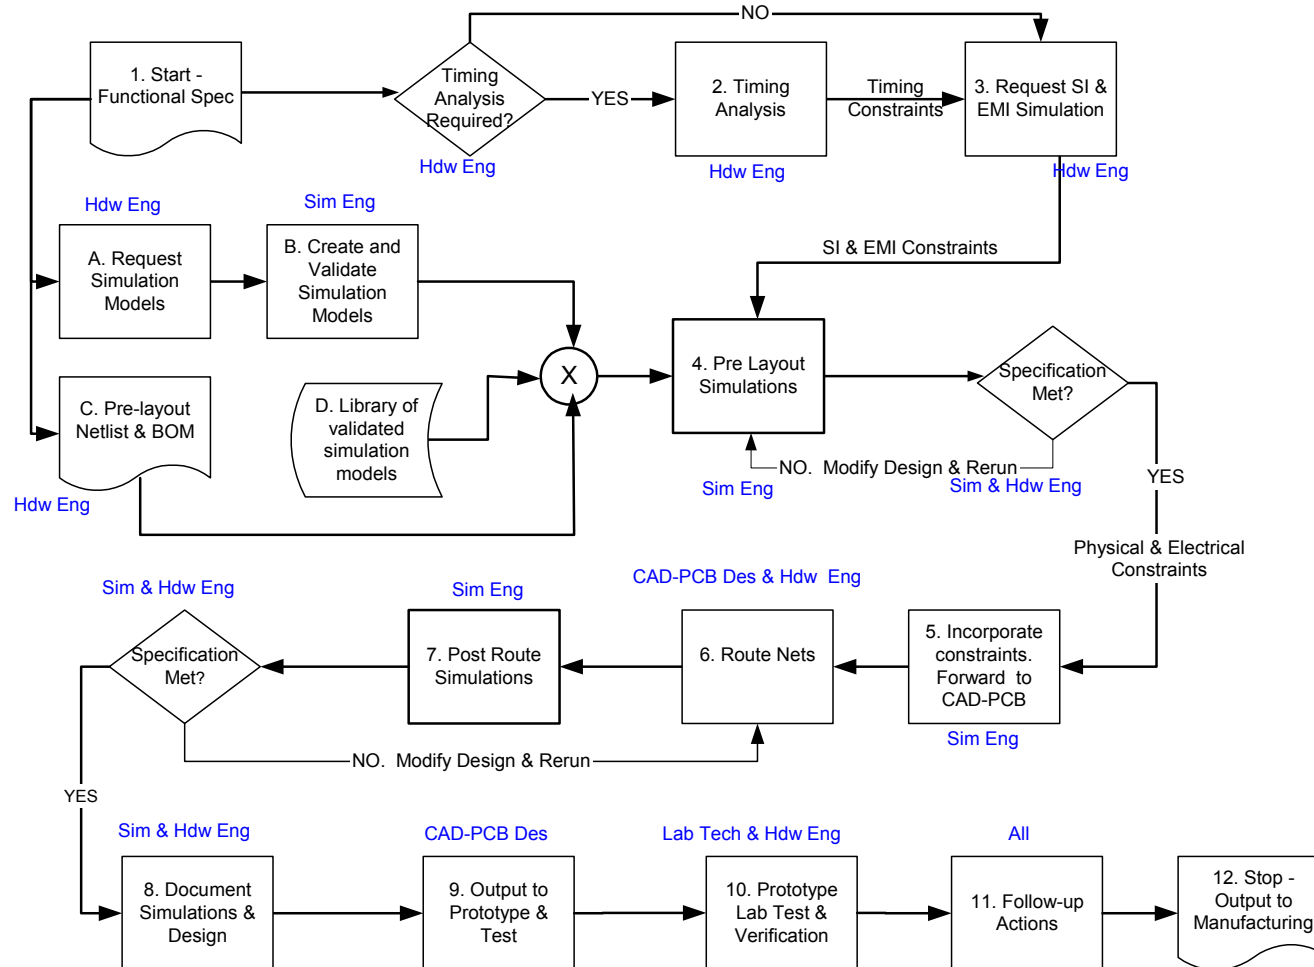 NO
1. Start -
Functional Spec
Timing
Analysis
Required?
YES
2. Timing
Analysis
Timing
Constraints
3. Request SI &
EMI Simulation
Hdw Eng
Hdw Eng
Hdw Eng
Hdw Eng
Sim Eng
A. Request
Simulation
Models
B. Create and
Validate
Simulation
Models
SI & EMI Constraints
X
4. Pre Layout
Simulations
Specification
Met?
C. Pre-layout
Netlist & BOM
D. Library of
validated
simulation
models
NO. Modify Design & Rerun
YES
Hdw Eng
Sim Eng
Sim & Hdw Eng
Physical & Electrical
Constraints
Sim & Hdw Eng
Sim Eng
CAD-PCB Des & Hdw Eng
Specification
Met?
7. Post Route
Simulations
6. Route Nets
5. Incorporate
constraints.
Forward to
CAD-PCB
Sim Eng
NO. Modify Design & Rerun
YES
Sim & Hdw Eng
CAD-PCB Des
Lab Tech & Hdw Eng
All
8. Document
Simulations &
Design
9. Output to
Prototype &
Test
10. Prototype
Lab Test &
Verification
11. Follow-up
Actions
12. Stop -
Output to
Manufacturing